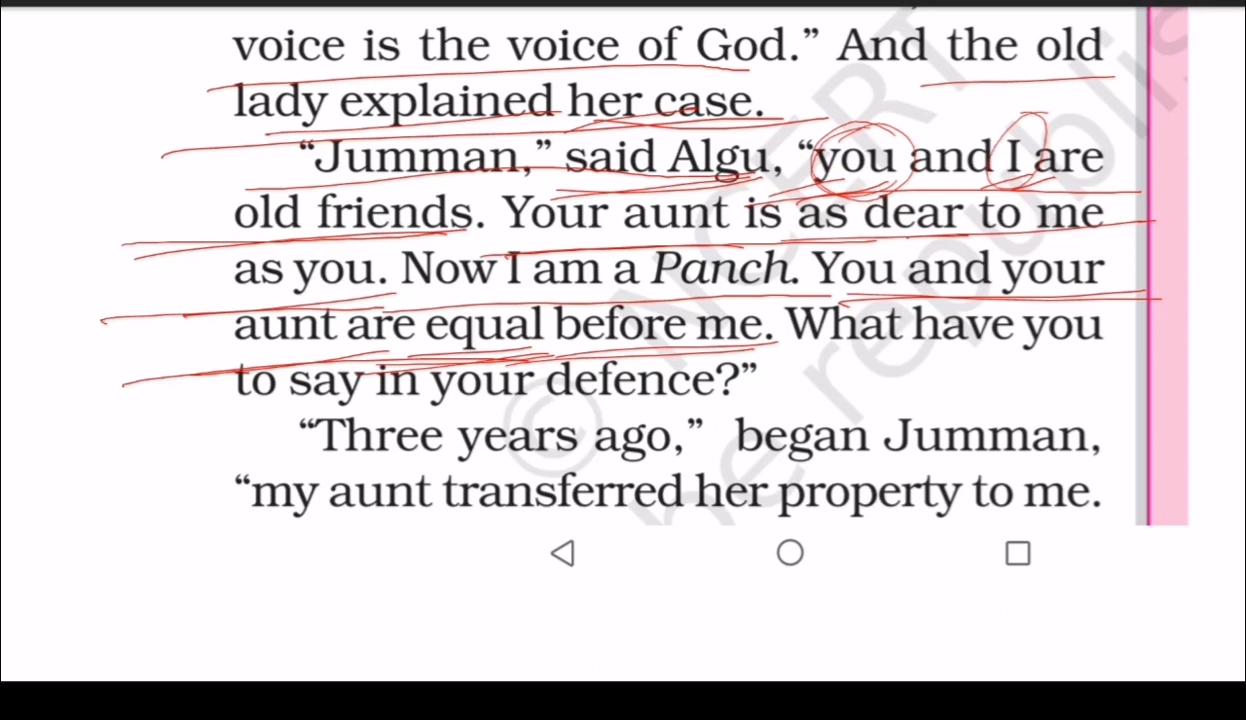 voice is the voice of God.” And the old
lady explained her case.
“Jumman,” said Algu, “you and I are
old friends. Your aunt is as dear to me
as you. Now I am a Panch. You and your
aunt are equal before me. What have you
to say in your defence?”
“Three years ago,” began Jumman,
“my aunt transferred her property to me.
© NCERT
be republis